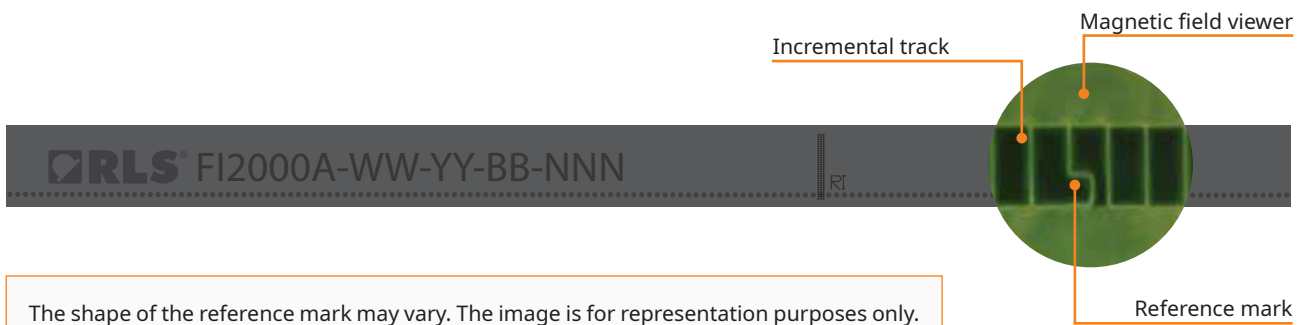 Magnetic field viewer
Incremental track
RLS® FI2000A-WW-YY-BB-NNN
RI
The shape of the reference mark may vary. The image is for representation purposes only.
Reference mark